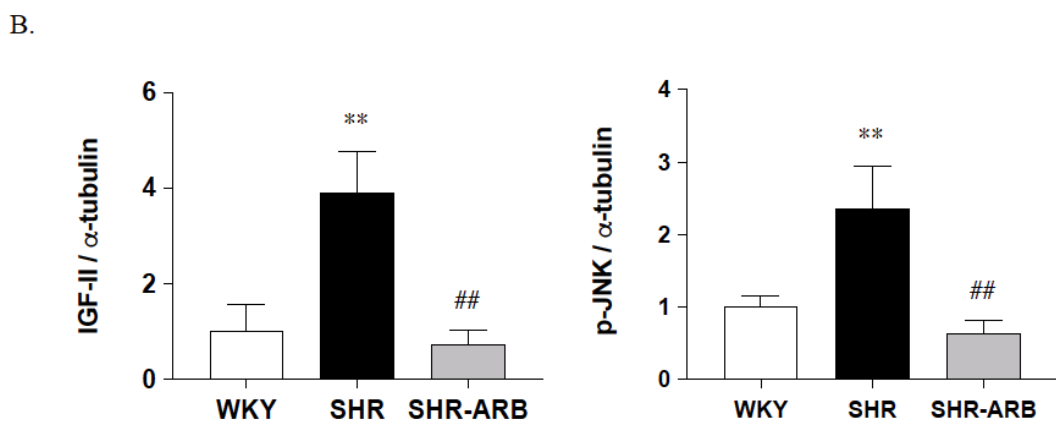 B.
IGF-II / α-tubulin
6
4
2
0
**
##
WKY SHR SHR-ARB
p-JNK / α-tubulin
4
3
2
1
0
**
##
WKY SHR SHR-ARB